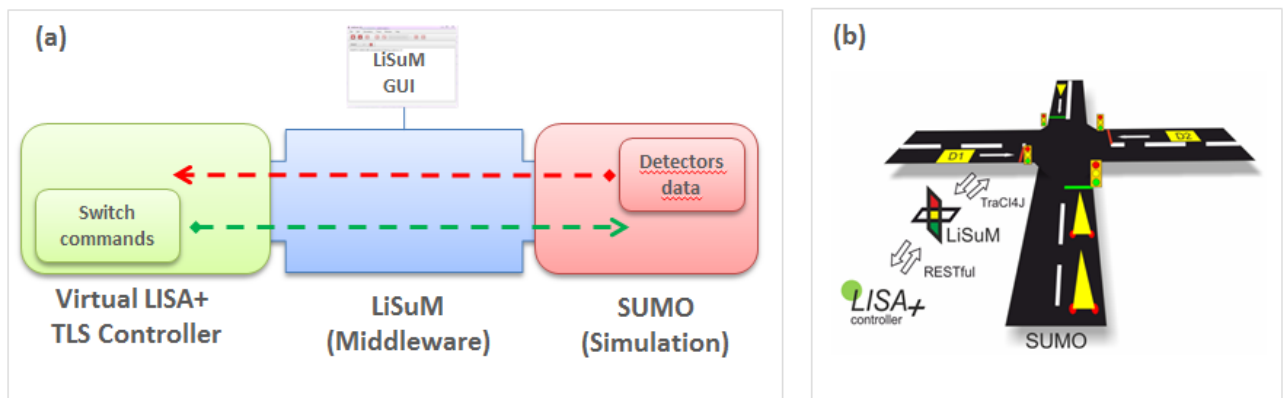 (a)
LiSuM
GUI
Detectors
data
Switch
commands
Virtual LISA+
TLS Controller
LiSuM
(Middleware)
SUMO
(Simulation)
(b)
D1
D2
TraCI4J
LiSuM
RESTful
LISA+
controller
SUMO